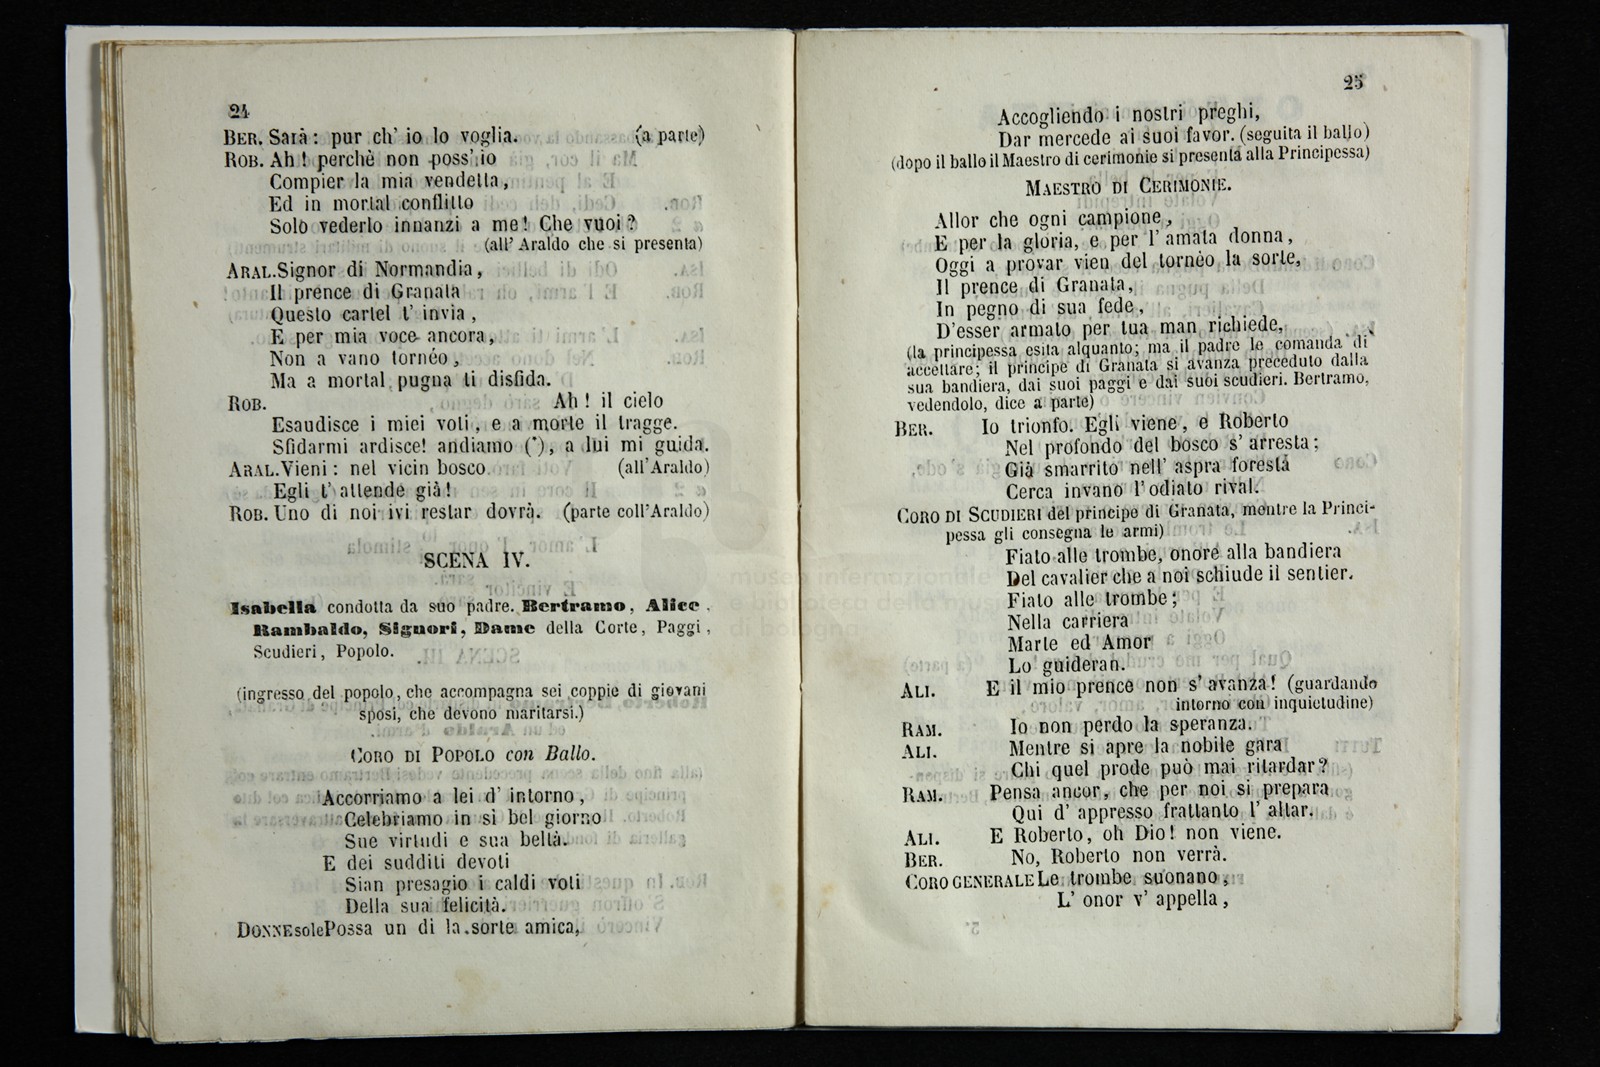 24
BER. Sarà: pur ch' io lo voglia. (a parte)
ROB. Ah! perchè non poss' io
Compier la mia vendetta,
Ed in mortal conflitto
Solo vederlo innanzi a me! Che vuoi?
(all' Araldo che si presenta)
ARAL. Signor di Normandia,
Il prence di Granata
Questo cartel t' invia,
E per mia voce ancora,
Non a vano tornéo,
Ma a mortal pugna ti disfida.
ROB. Ah! il cielo
Esaudisce i miei voti, e a morte il tragge.
Sfidarmi ardisce! andiamo (*), a lui mi guida.
ARAL. Vieni: nel vicin bosco (all'Araldo)
Egli t' attende già!
ROB. Uno di noi ivi restar dovrà. (parte coll'Araldo)
SCENA IV.
Isabella condotta da suo padre. Bertramo, Alice,
Rambaldo, Signori, Dame della Corte, Paggi,
Scudieri, Popolo.
(ingresso del popolo, che accompagna sei coppie di giovani
sposi, che devono maritarsi.)
CORO DI POPOLO con Ballo.
Accorriamo a lei d' intorno,
Celebriamo in si bel giorno
Sue virtudi e sua beltà.
E dei sudditi devoti
Sian presagio i caldi voti
Della sua felicità.
DONNE sole Possa un di la sorte amica,
25
Accogliendo i nostri preghi,
Dar mercede ai suoi favor. (seguita il ballo)
(dopo il ballo il Maestro di cerimonie si presenta alla Principessa)
MAESTRO DI CERIMONIE.
Allor che ogni campione,
E per la gloria, e per l' amata donna,
Oggi a provar vien del tornéo la sorte,
Il prence di Granata,
In pegno di sua fede,
D'esser armato per tua man richiede,
(la principessa esita alquanto; ma il padre le comanda di
accettare; il principe di Granata si avanza preceduto dalla
sua bandiera, dai suoi paggi e dai suoi scudieri. Bertramo,
vedendolo, dice a parte)
BER. Io trionfo. Egli viene, e Roberto
Nel profondo del bosco s' arresta;
Già smarrito nell' aspra foresta
Cerca invano l'odiato rival.
CORO DI SCUDIERI del principe di Granata, mentre la Princi-
pessa gli consegna le armi)
Fiato alle trombe, onore alla bandiera
Del cavalier che a noi schiude il sentier.
Fiato alle trombe;
Nella carriera
Marte ed Amor
Lo guideran.
ALI. E il mio prence non s' avanza! (guardando
intorno con inquietudine)
RAM. Io non perdo la speranza.
ALI. Mentre si apre la nobile gara
Chi quel prode può mai ritardar?
RAM. Pensa ancor, che per noi si prepara
Qui d' appresso frattanto l' altar.
ALI. E Roberto, oh Dio! non viene.
BER. No, Roberto non verrà.
CORO GENERALE Le trombe suonano,
L' onor v' appella,
3*
museo internazionale
e biblioteca della musica
di bologna